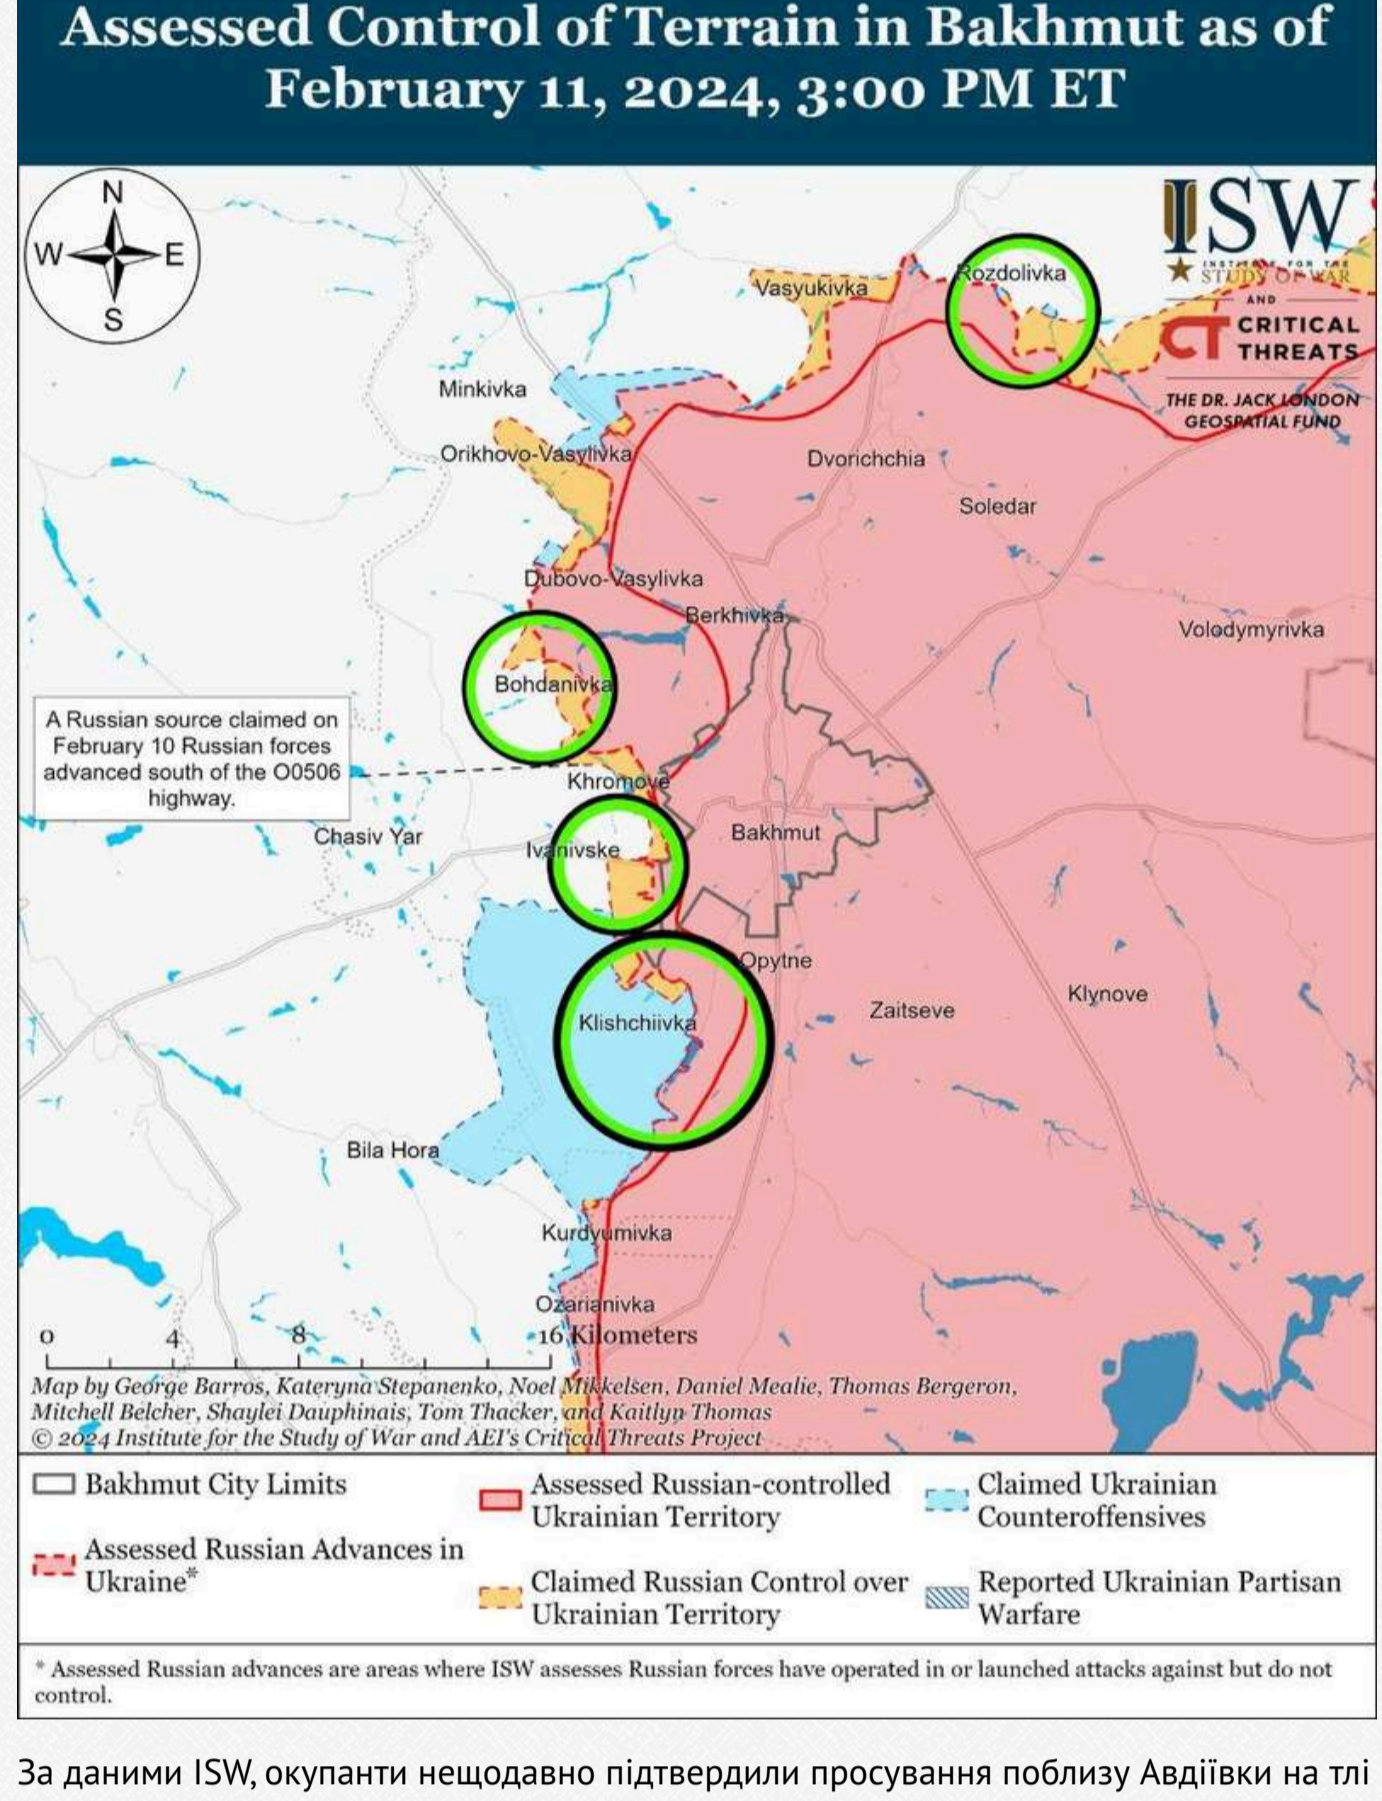 Assessed Control of Terrain in Bakhmut as of
February 11, 2024, 3:00 PM ET
N
W
E
S
ISW
INSTITUTE FOR THE
STUDY OF WAR
AND
CT CRITICAL
THREATS
THE DR. JACK LONDON
GEOSPATIAL FUND
Rozdolivka
Vasyukivka
Minkivka
Orikhovo-Vasylivka
Dvorichchia
Soledar
Dubovo-Vasylivka
Berkhivka
Volodymyrivka
Bohdanivka
A Russian source claimed on
February 10 Russian forces
advanced south of the O0506
highway.
Khromove
Chasiv Yar
Ivanivske
Bakhmut
Opytne
Klishchiivka
Zaitseve
Klynove
Bila Hora
Kurdyumivka
Ozarianivka
0 4 8 16 Kilometers
Map by George Barros, Kateryna Stepanenko, Noel Mikkelsen, Daniel Mealie, Thomas Bergeron,
Mitchell Belcher, Shaylei Dauphinais, Tom Thacker, and Kaitlyn Thomas
© 2024 Institute for the Study of War and AEI's Critical Threats Project
Bakhmut City Limits
Assessed Russian Advances in
Ukraine*
Assessed Russian-controlled
Ukrainian Territory
Claimed Russian Control over
Ukrainian Territory
Claimed Ukrainian
Counteroffensives
Reported Ukrainian Partisan
Warfare
* Assessed Russian advances are areas where ISW assesses Russian forces have operated in or launched attacks against but do not
control.
За даними ISW, окупанти нещодавно підтвердили просування поблизу Авдіївки на тлі